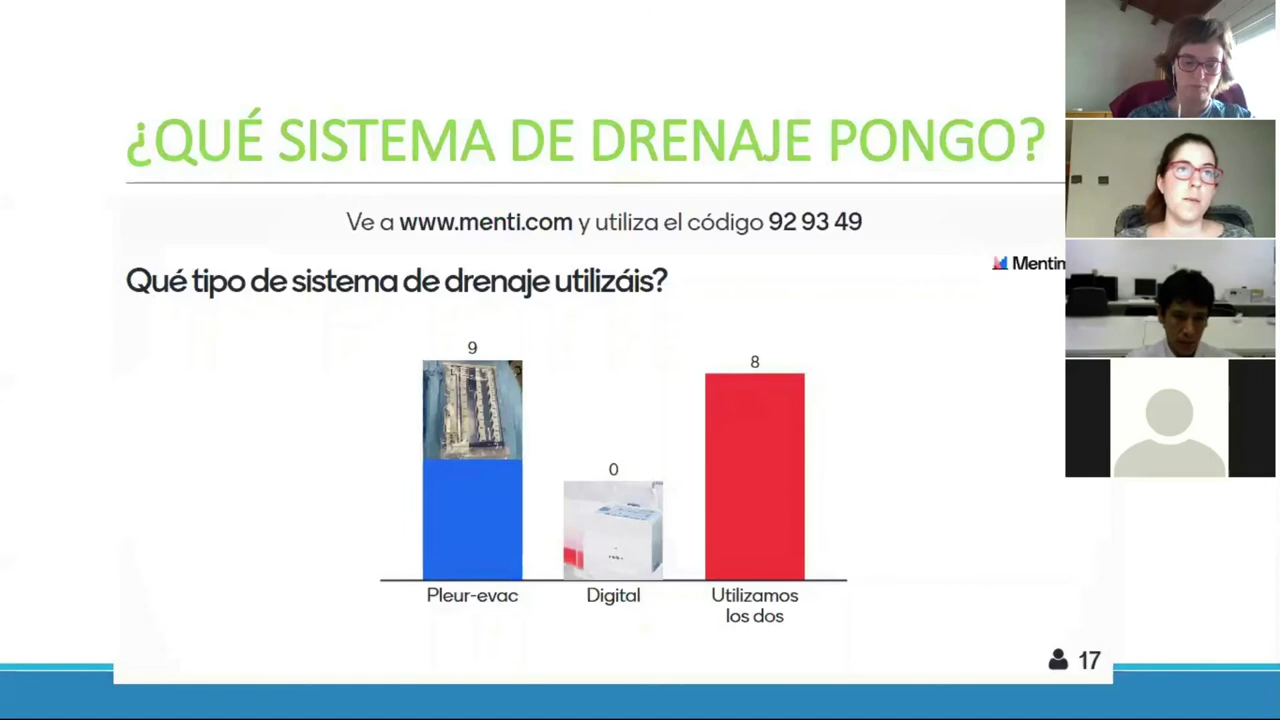 ¿QUÉ SISTEMA DE DRENAJE PONGO?
Ve a www.menti.com y utiliza el código 92 93 49
Mentim
Qué tipo de sistema de drenaje utilizáis?
9
0
8
Pleur-evac
Digital
Utilizamos
los dos
17